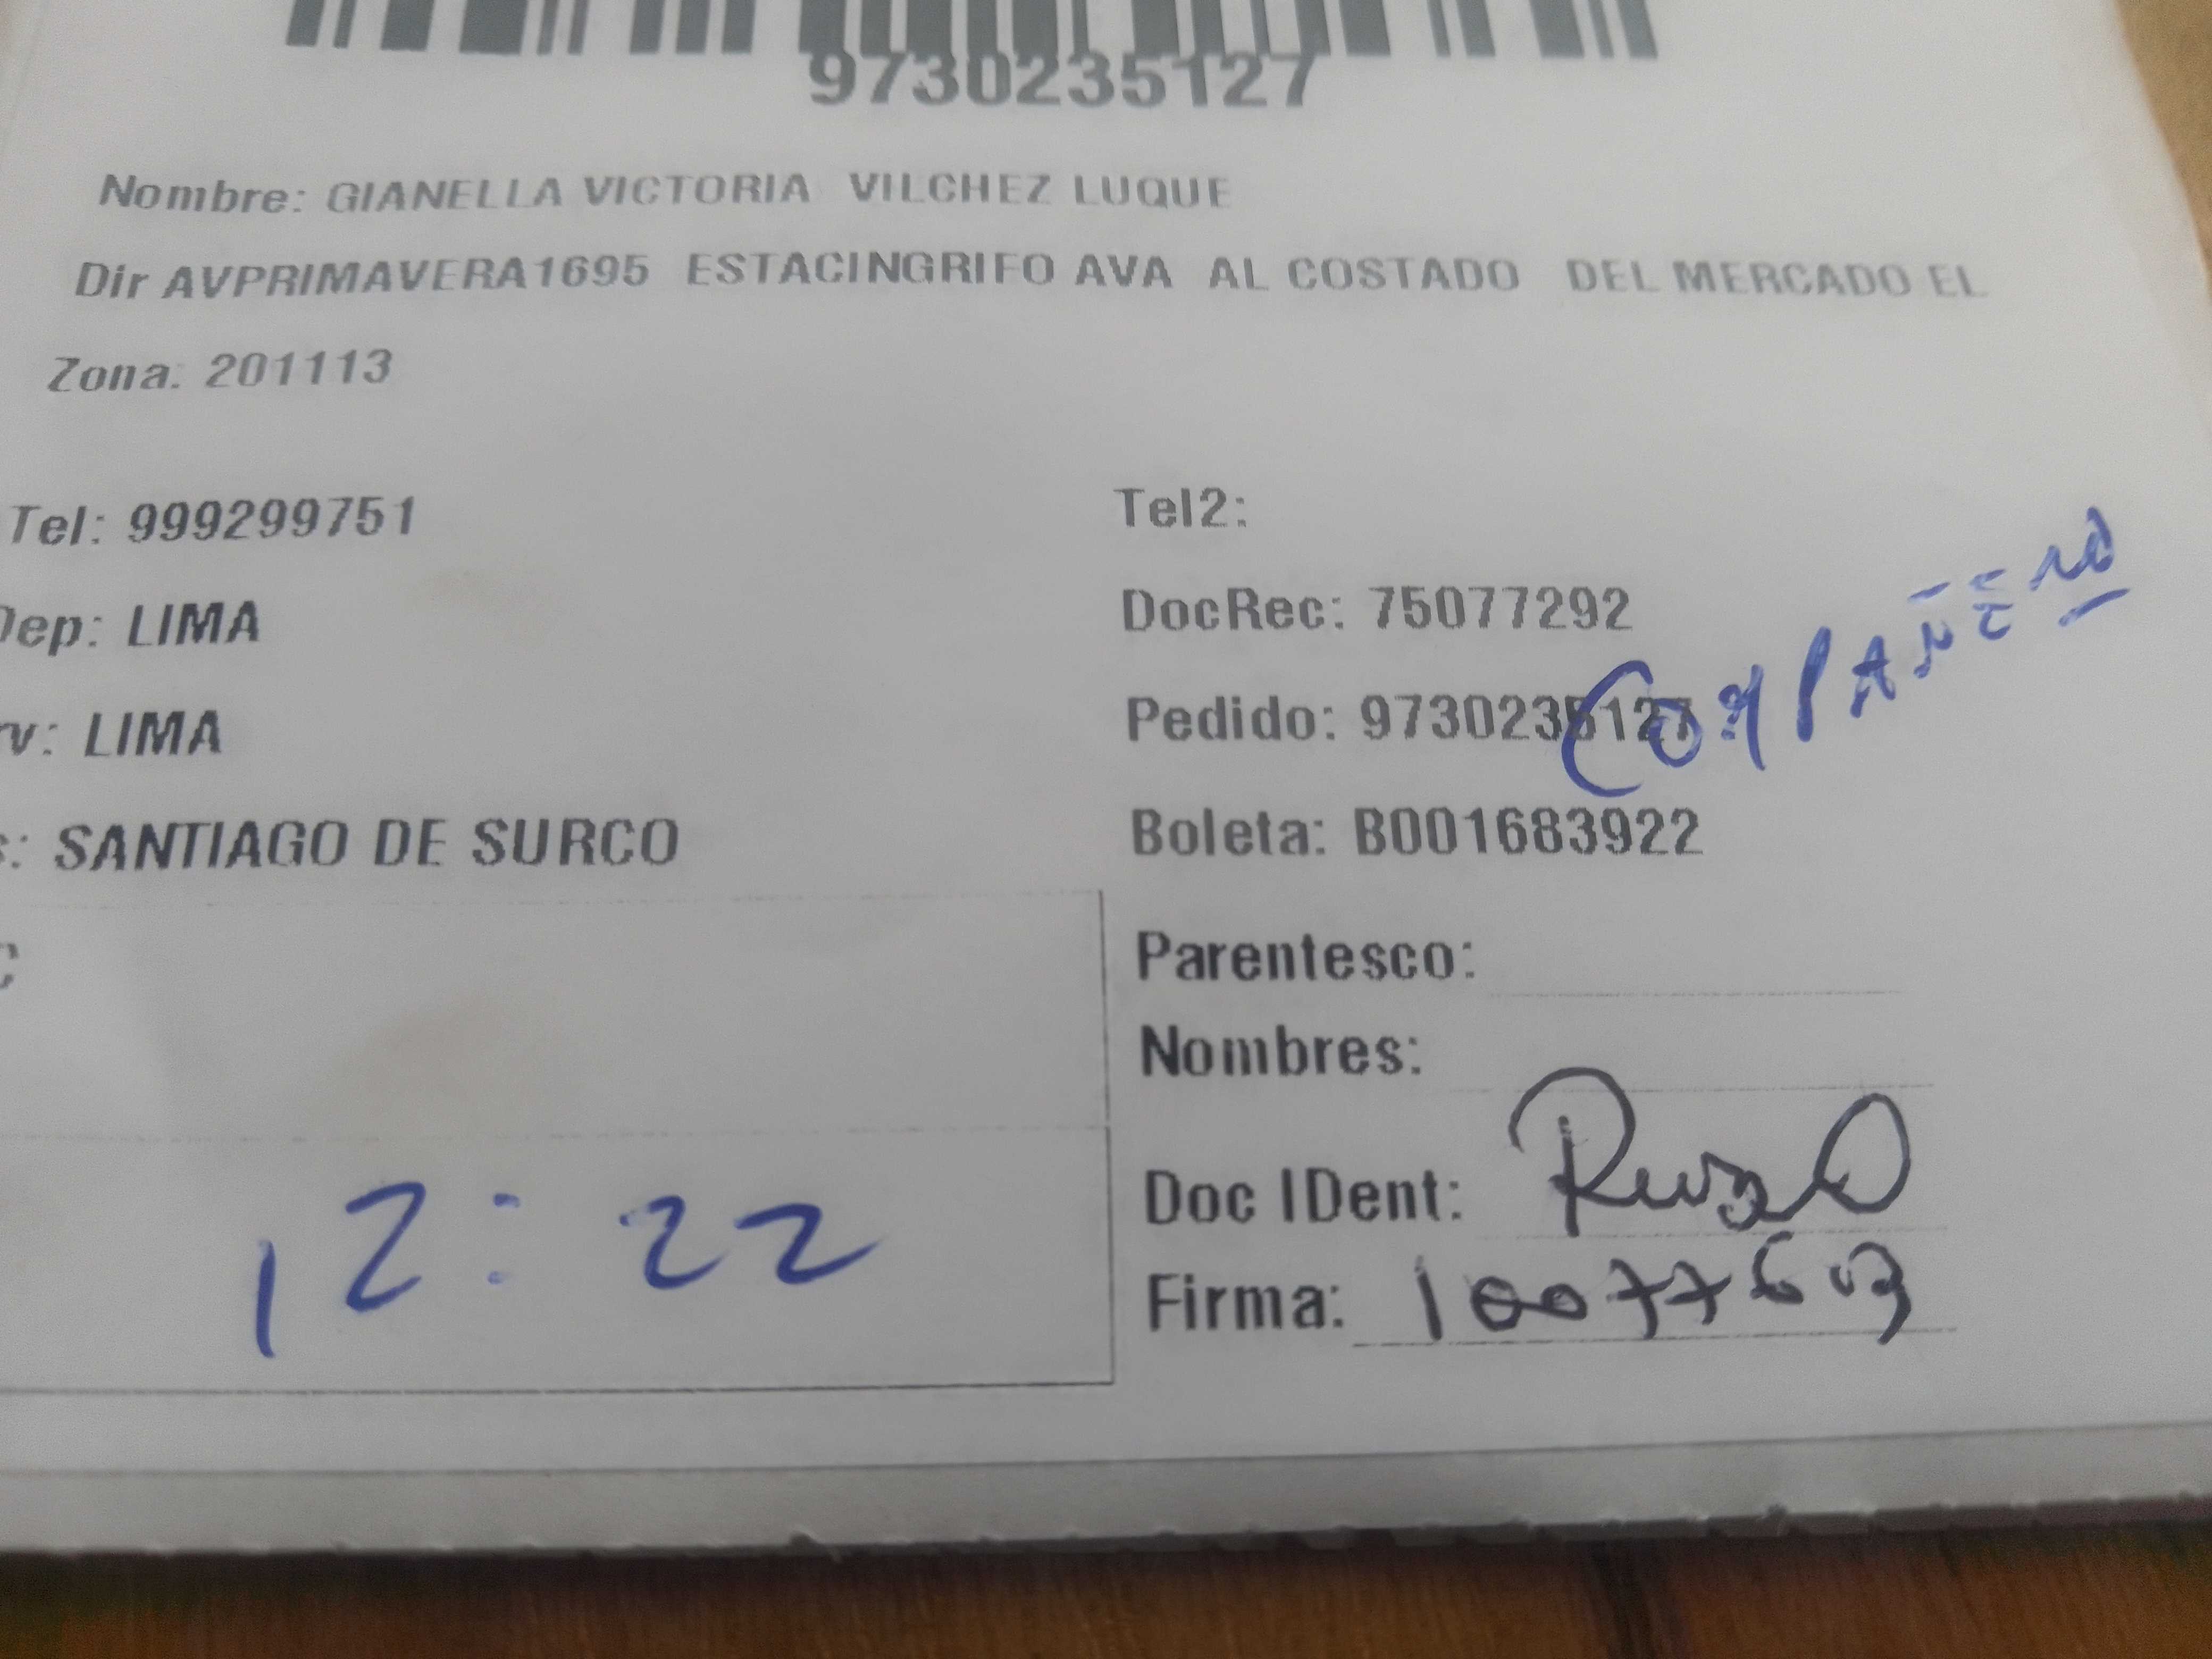 9730235127
Nombre: GIANELLA VICTORIA VILCHEZ LUQUE
Dir AVPRIMAVERA1695 ESTACINGRIFO AVA AL COSTADO DEL MERCADO EL
Zona: 201113
Tel: 999299751
Tel2:
Dep: LIMA
DocRec: 75077292
COMPAÑERO
v: LIMA
Pedido: 9730235127
s: SANTIAGO DE SURCO
Boleta: B001683922
C
Parentesco:
Nombres:
Doc IDent:
12:22
Firma: